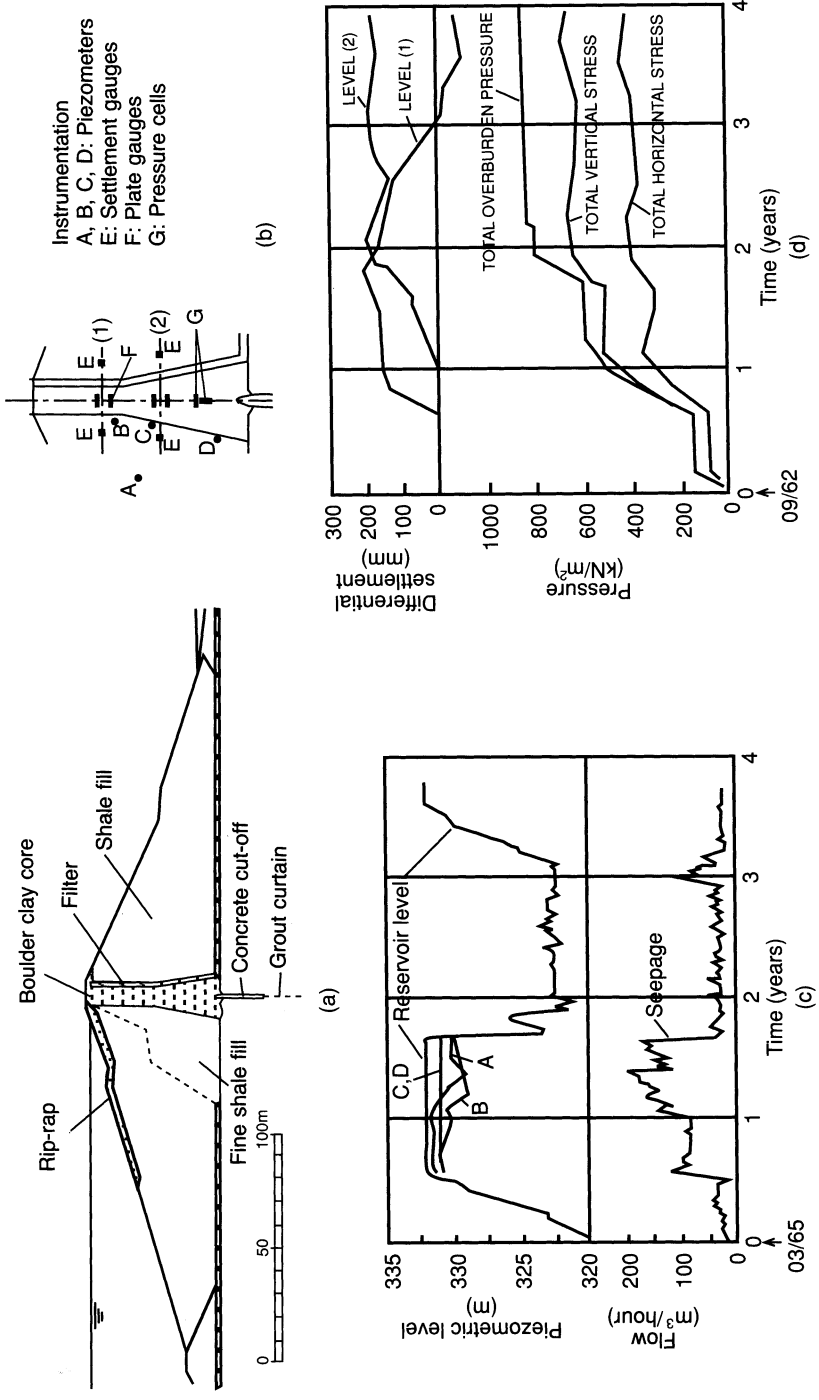 Boulder clay core
Filter
Rip-rap
Shale fill
Fine shale fill
Concrete cut-off
Grout curtain
0 50 100m
(a)
Instrumentation
A, B, C, D: Piezometers
E: Settlement gauges
F: Plate gauges
G: Pressure cells
E E (1)
B F
A
C (2)
E E
D G
(b)
335
330
325
320
Piezometric level
(m)
C,D
Reservoir level
A
B
200
100
0
Flow
(m³/hour)
Seepage
0 1 2 3 4
03/65
Time (years)
(c)
300
200
100
0
Differential
settlement
(mm)
LEVEL (2)
LEVEL (1)
1000
800
600
400
200
0
Pressure
(kN/m²)
TOTAL OVERBURDEN PRESSURE
TOTAL VERTICAL STRESS
TOTAL HORIZONTAL STRESS
0 1 2 3 4
09/62
Time (years)
(d)